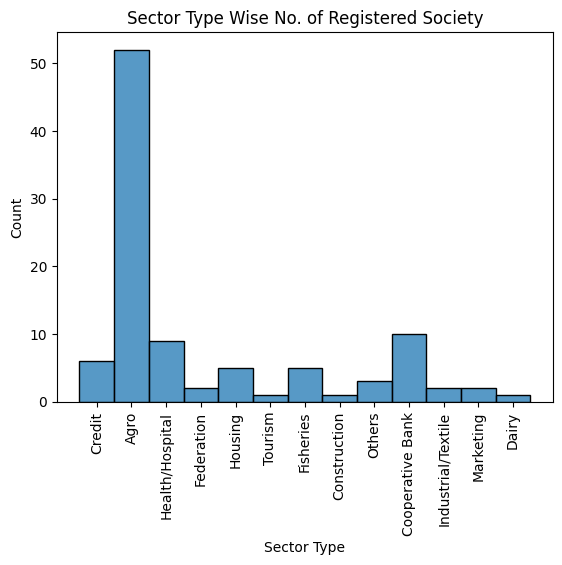 Sector Type Wise No. of Registered Society
Count
50
40
30
20
10
0
Credit
Agro
Health/Hospital
Federation
Housing
Tourism
Fisheries
Construction
Others
Cooperative Bank
Industrial/Textile
Marketing
Dairy
Sector Type